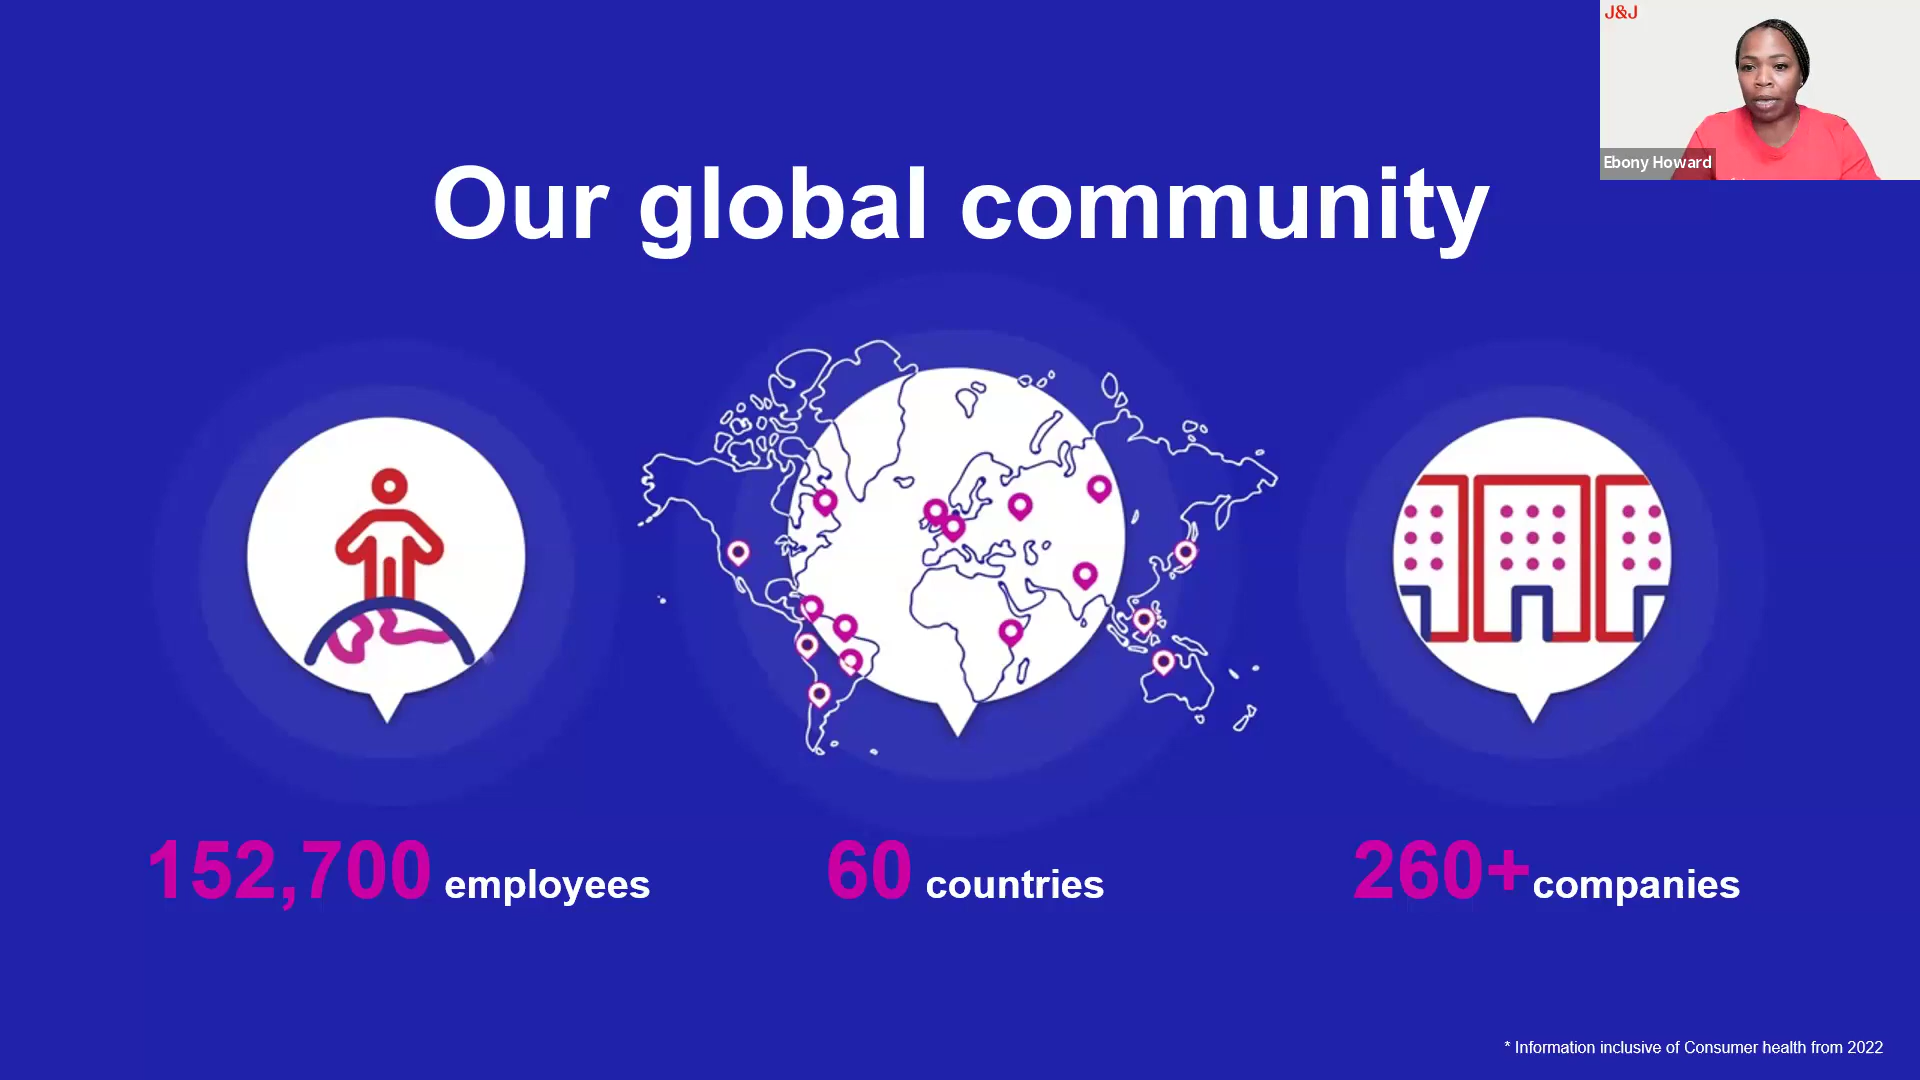 J&J
Ebony Howard
Our global community
152,700 employees
60 countries
260+ companies
* Information inclusive of Consumer health from 2022